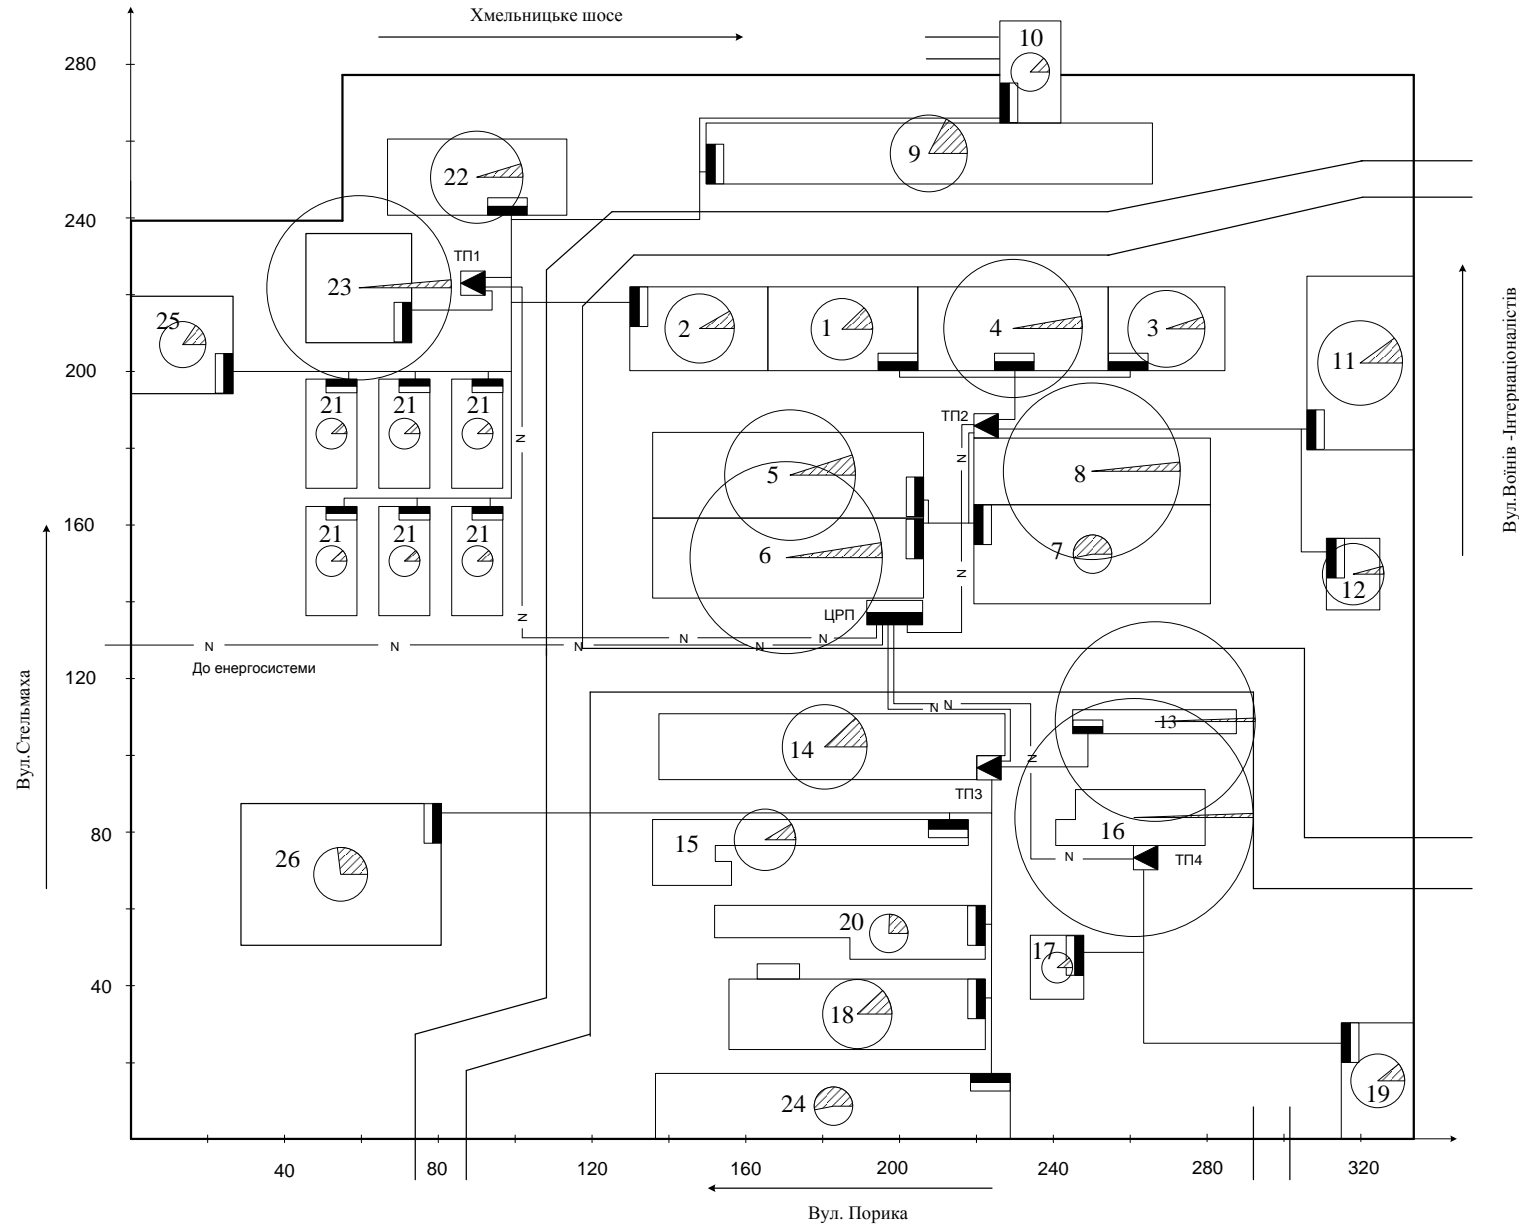 Хмельницьке шосе
10
280
9
22
240
ТП1
23
25
2
1
4
3
200
11
21
21
21
ТП2
N
N
5
8
160
21
21
21
6
7
N
12
N
ЦРП
N
N
N
N
N
N
До енергосистеми
120
N
N
13
14
N
ТП3
80
15
16
N
ТП4
26
20
17
40
18
19
24
40
80
120
160
200
240
280
320
Вул. Порика
Вул.Стельмаха
Вул.Воїнів -Інтернаціоналістів